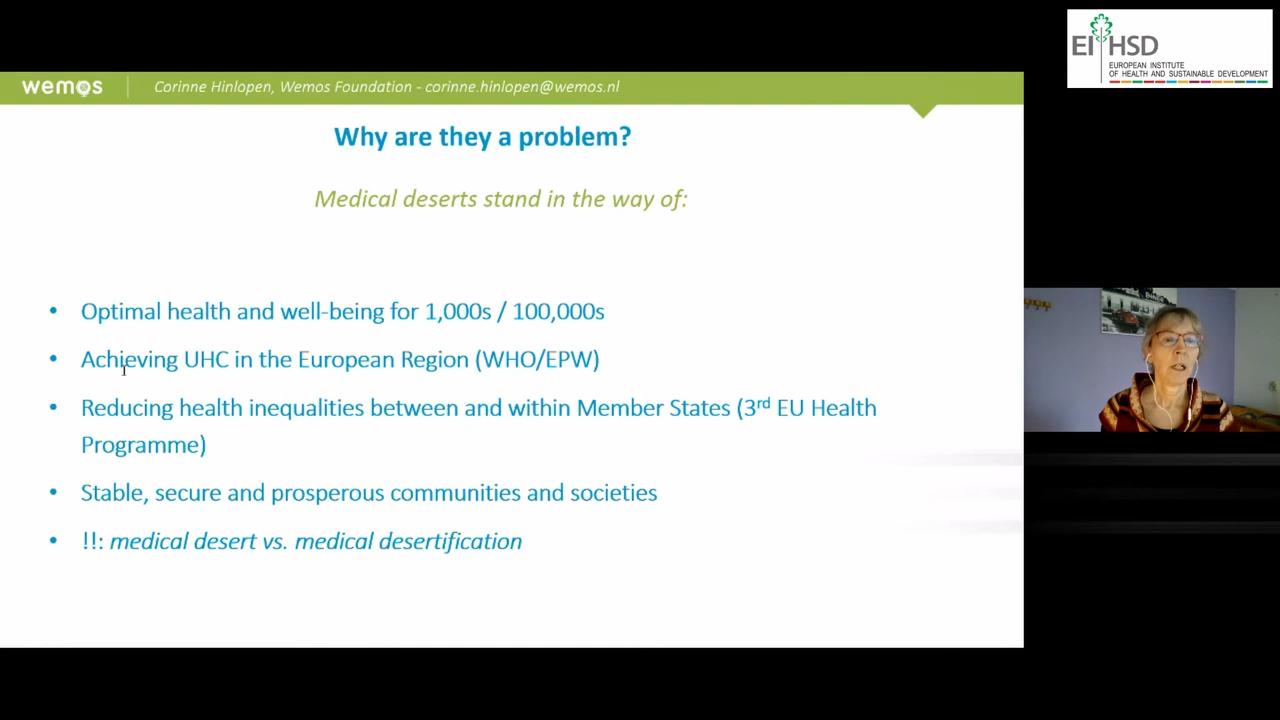 wemos
Corinne Hinlopen, Wemos Foundation - corinne.hinlopen@wemos.nl
EIHSD
EUROPEAN INSTITUTE
OF HEALTH AND SUSTAINABLE DEVELOPMENT
Why are they a problem?
Medical deserts stand in the way of:
• Optimal health and well-being for 1,000s / 100,000s
• Achieving UHC in the European Region (WHO/EPW)
• Reducing health inequalities between and within Member States (3rd EU Health
Programme)
• Stable, secure and prosperous communities and societies
• !!: medical desert vs. medical desertification